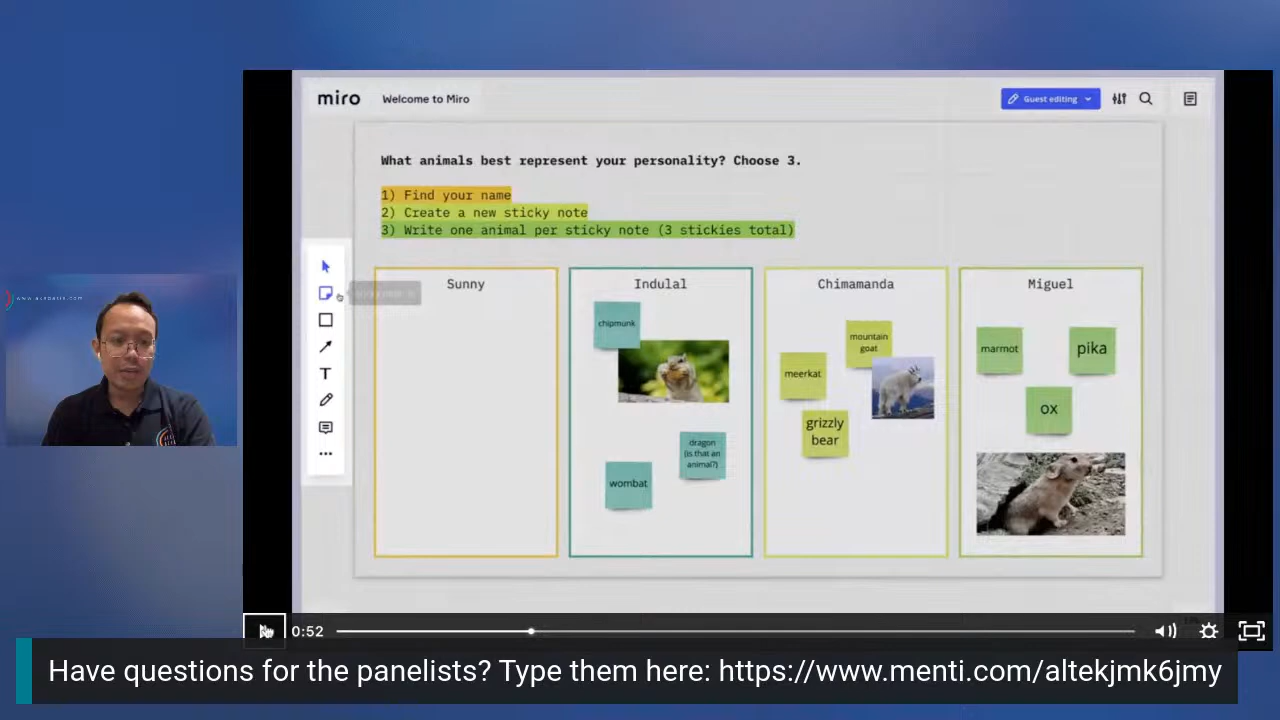 miro
Welcome to Miro
Guest editing
What animals best represent your personality? Choose 3.
1) Find your name
2) Create a new sticky note
3) Write one animal per sticky note (3 stickies total)
Sunny
Indulal
chipmunk
dragon
(is that an
animal?)
wombat
Chimamanda
mountain
goat
meerkat
grizzly
bear
Miguel
marmot
pika
ox
T
0:52
Have questions for the panelists? Type them here: https://www.menti.com/altekjmk6jmy